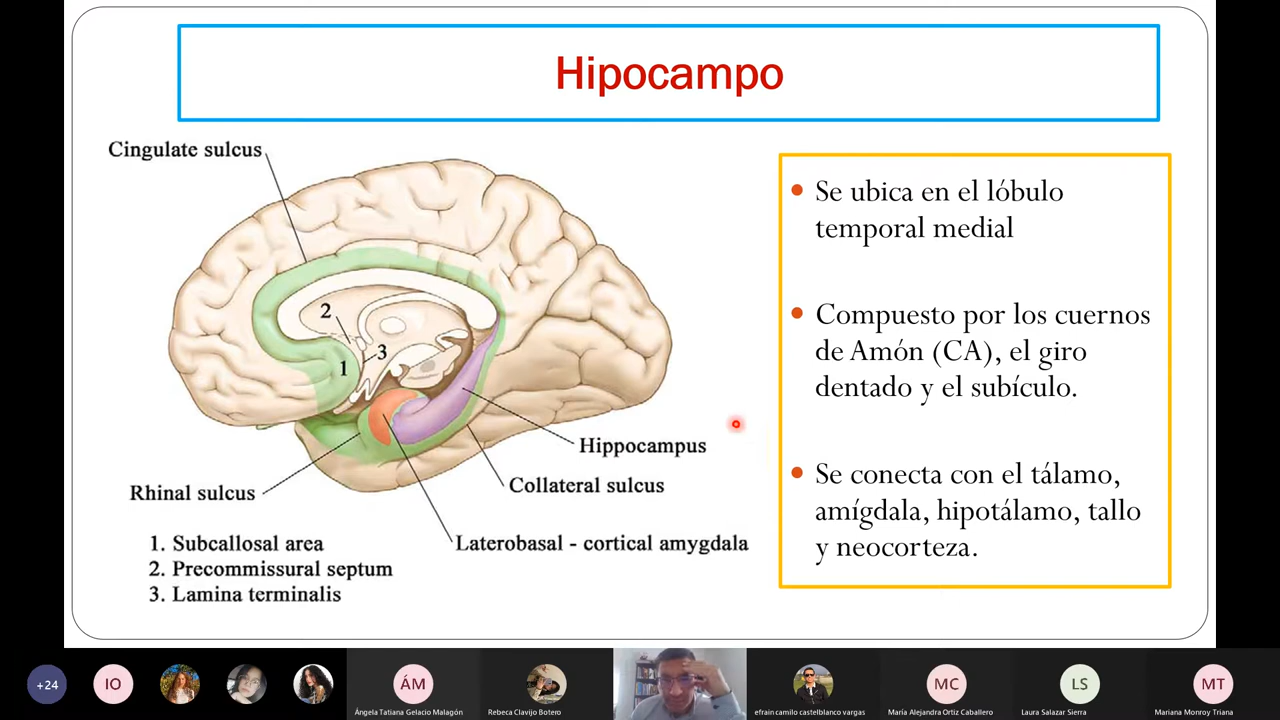 Hipocampo
Cingulate sulcus
2
3
1
Hippocampus
Collateral sulcus
Rhinal sulcus
Laterobasal - cortical amygdala
1. Subcallosal area
2. Precommissural septum
3. Lamina terminalis
• Se ubica en el lóbulo
temporal medial
• Compuesto por los cuernos
de Amón (CA), el giro
dentado y el subículo.
• Se conecta con el tálamo,
amígdala, hipotálamo, tallo
y neocorteza.
+24
IO
ÁM
MC
LS
MT
Ángela Tatiana Gelacio Malagón
Rebeca Clavijo Botero
efrain camilo castelblanco vargas
María Alejandra Ortiz Caballero
Laura Salazar Sierra
Mariana Monroy Triana